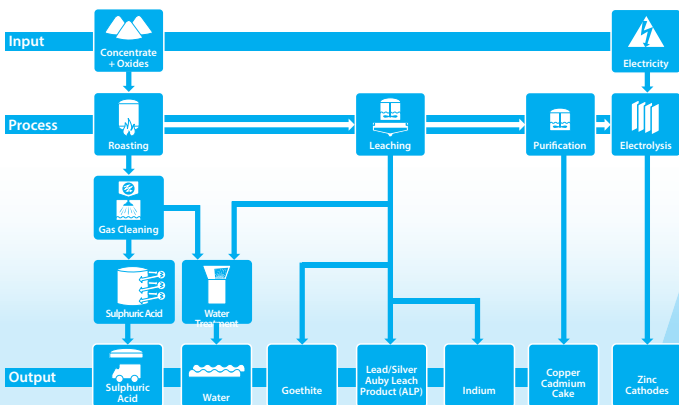 Input
Concentrate
+ Oxides
Electricity
Process
Roasting
Leaching
Purification
Electrolysis
Gas Cleaning
Sulphuric Acid
Water
Treatment
Output
Sulphuric
Acid
Water
Goethite
Lead/Silver
Auby Leach
Product (ALP)
Indium
Copper
Cadmium
Cake
Zinc
Cathodes